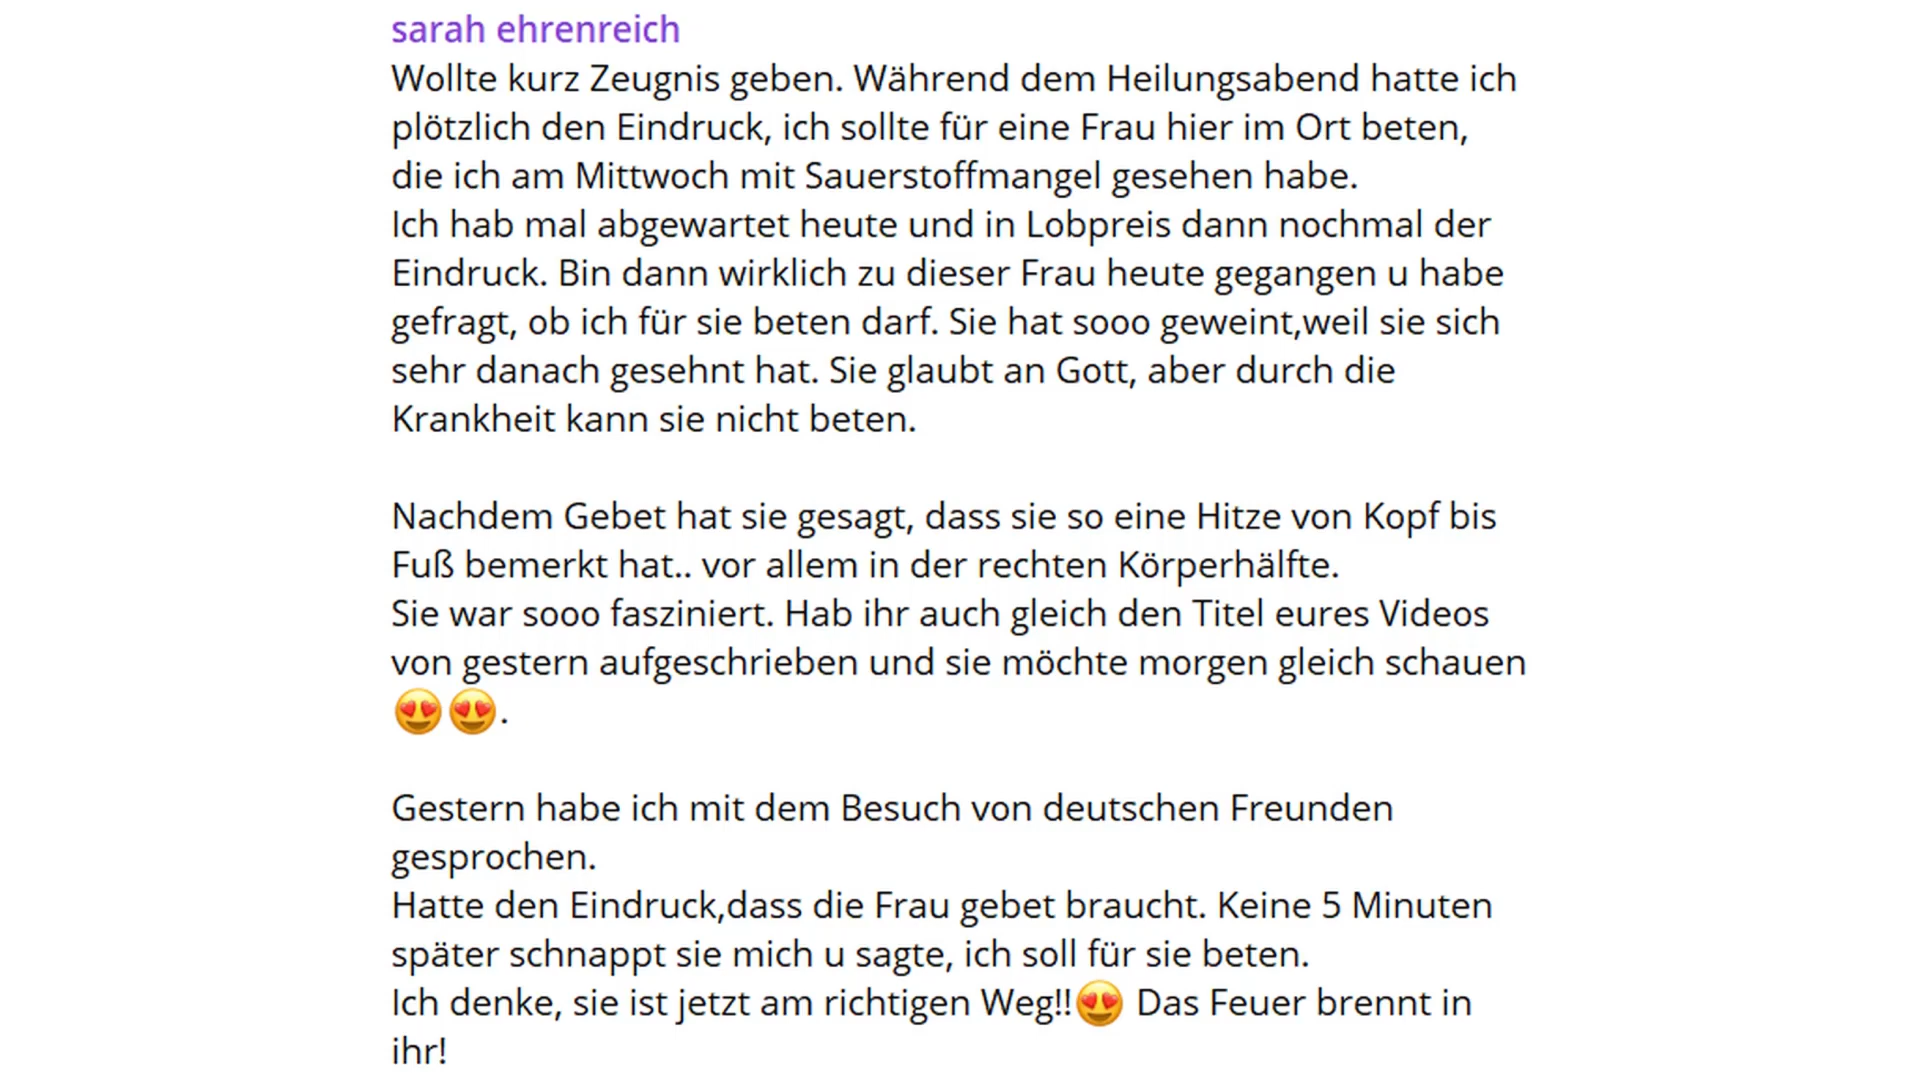 sarah ehrenreich
Wollte kurz Zeugnis geben. Während dem Heilungsabend hatte ich
plötzlich den Eindruck, ich sollte für eine Frau hier im Ort beten,
die ich am Mittwoch mit Sauerstoffmangel gesehen habe.
Ich hab mal abgewartet heute und in Lobpreis dann nochmal der
Eindruck. Bin dann wirklich zu dieser Frau heute gegangen u habe
gefragt, ob ich für sie beten darf. Sie hat sooo geweint,weil sie sich
sehr danach gesehnt hat. Sie glaubt an Gott, aber durch die
Krankheit kann sie nicht beten.
Nachdem Gebet hat sie gesagt, dass sie so eine Hitze von Kopf bis
Fuß bemerkt hat.. vor allem in der rechten Körperhälfte.
Sie war sooo fasziniert. Hab ihr auch gleich den Titel eures Videos
von gestern aufgeschrieben und sie möchte morgen gleich schauen
😍😍.
Gestern habe ich mit dem Besuch von deutschen Freunden
gesprochen.
Hatte den Eindruck,dass die Frau gebet braucht. Keine 5 Minuten
später schnappt sie mich u sagte, ich soll für sie beten.
Ich denke, sie ist jetzt am richtigen Weg!!😍 Das Feuer brennt in
ihr!